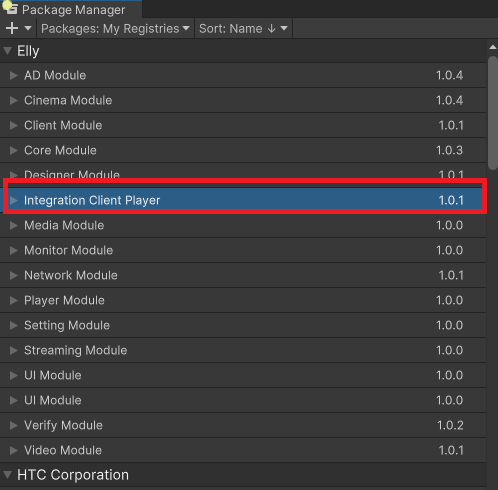 Package Manager
+ Packages: My Registries Sort: Name ↓
Elly
AD Module 1.0.4
Cinema Module 1.0.4
Client Module 1.0.1
Core Module 1.0.3
Designer Module 1.0.1
Integration Client Player 1.0.1
Media Module 1.0.0
Monitor Module 1.0.0
Network Module 1.0.1
Player Module 1.0.0
Setting Module 1.0.0
Streaming Module 1.0.0
UI Module 1.0.0
UI Module 1.0.0
Verify Module 1.0.2
Video Module 1.0.1
HTC Corporation